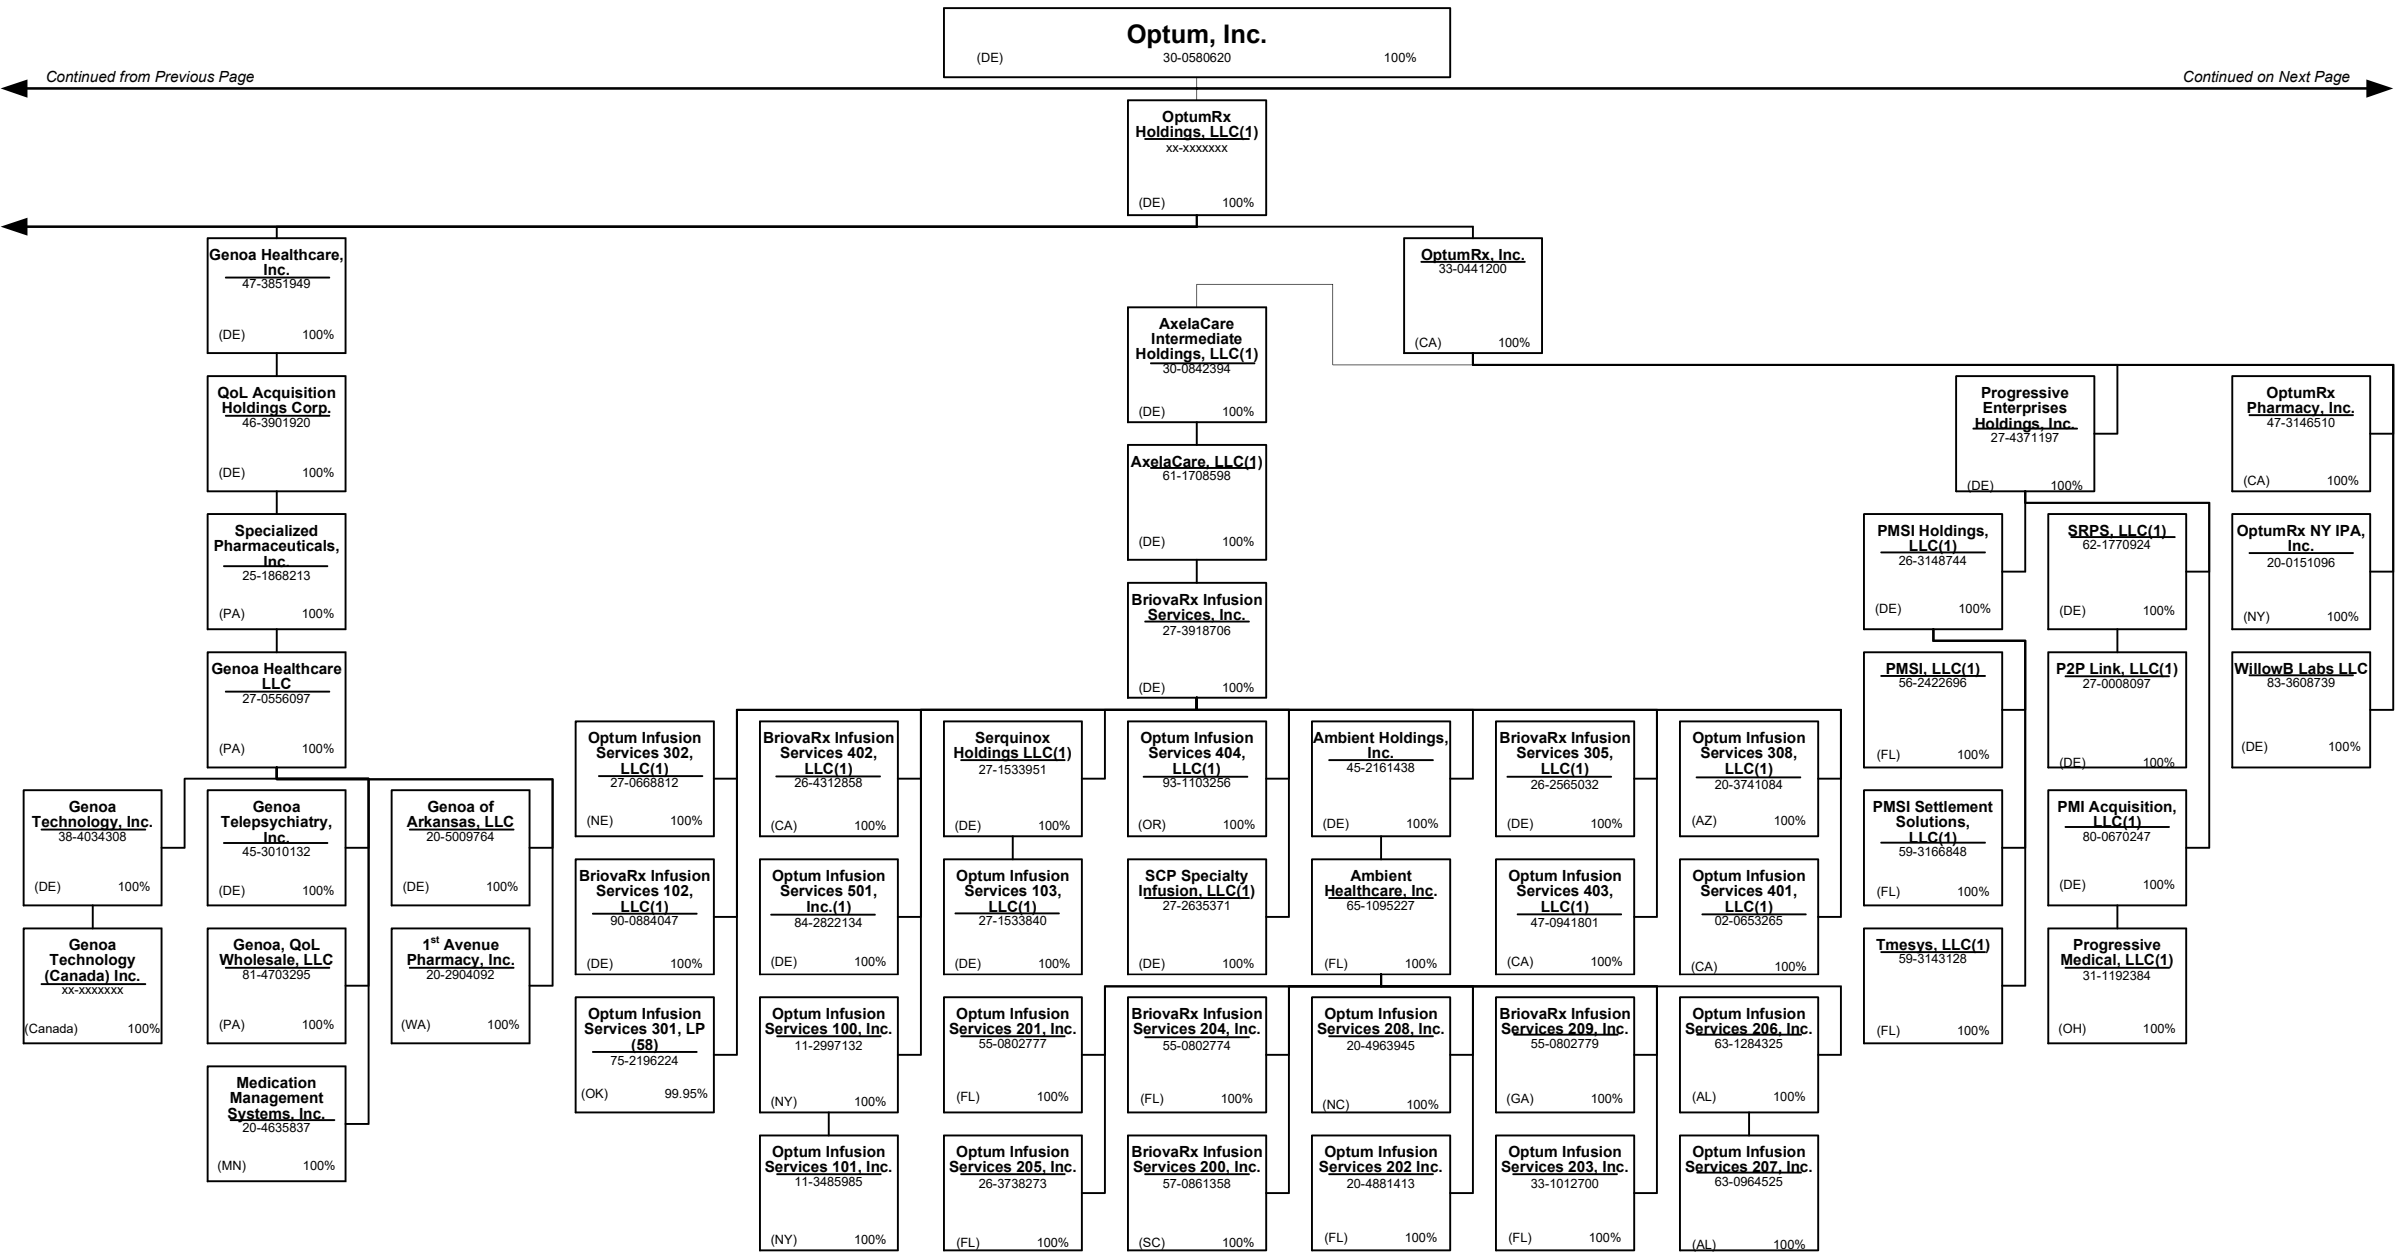 Optum, Inc.
30-0580620
(DE) 100%
Continued from Previous Page
Continued on Next Page
OptumRx
Holdings, LLC(1)
xx-xxxxxxx
(DE) 100%
Genoa Healthcare,
Inc.
47-3851949
(DE) 100%
OptumRx, Inc.
33-0441200
(CA) 100%
AxelaCare
Intermediate
Holdings, LLC(1)
30-0842394
(DE) 100%
QoL Acquisition
Holdings Corp.
46-3901920
(DE) 100%
Progressive
Enterprises
Holdings, Inc.
27-4371197
(DE) 100%
OptumRx
Pharmacy, Inc.
47-3146510
(CA) 100%
AxelaCare, LLC(1)
61-1708598
(DE) 100%
Specialized
Pharmaceuticals,
Inc.
25-1868213
(PA) 100%
PMSI Holdings,
LLC(1)
26-3148744
(DE) 100%
SRPS, LLC(1)
62-1770924
(DE) 100%
OptumRx NY IPA,
Inc.
20-0151096
(NY) 100%
BriovaRx Infusion
Services, Inc.
27-3918706
(DE) 100%
Genoa Healthcare
LLC
27-0556097
(PA) 100%
PMSI, LLC(1)
56-2422696
(FL) 100%
P2P Link, LLC(1)
27-0008097
(DE) 100%
WillowB Labs LLC
83-3608739
(DE) 100%
Optum Infusion
Services 302,
LLC(1)
27-0668812
(NE) 100%
BriovaRx Infusion
Services 402,
LLC(1)
26-4312858
(CA) 100%
Serquinox
Holdings LLC(1)
27-1533951
(DE) 100%
Optum Infusion
Services 404,
LLC(1)
93-1103256
(OR) 100%
Ambient Holdings,
Inc.
45-2161438
(DE) 100%
BriovaRx Infusion
Services 305,
LLC(1)
26-2565032
(DE) 100%
Optum Infusion
Services 308,
LLC(1)
20-3741084
(AZ) 100%
Genoa
Technology, Inc.
38-4034308
(DE) 100%
Genoa
Telepsychiatry,
Inc.
45-3010132
(DE) 100%
Genoa of
Arkansas, LLC
20-5009764
(DE) 100%
PMSI Settlement
Solutions,
LLC(1)
59-3166848
(FL) 100%
PMI Acquisition,
LLC(1)
80-0670247
(DE) 100%
BriovaRx Infusion
Services 102,
LLC(1)
90-0884047
(DE) 100%
Optum Infusion
Services 501,
Inc.(1)
84-2822134
(DE) 100%
Optum Infusion
Services 103,
LLC(1)
27-1533840
(DE) 100%
SCP Specialty
Infusion, LLC(1)
27-2635371
(DE) 100%
Ambient
Healthcare, Inc.
65-1095227
(FL) 100%
Optum Infusion
Services 403,
LLC(1)
47-0941801
(CA) 100%
Optum Infusion
Services 401,
LLC(1)
02-0653265
(CA) 100%
Genoa
Technology
(Canada) Inc.
xx-xxxxxxx
(Canada) 100%
Genoa, QoL
Wholesale, LLC
81-4703295
(PA) 100%
1st Avenue
Pharmacy, Inc.
20-2904092
(WA) 100%
Tmesys, LLC(1)
59-3143128
(FL) 100%
Progressive
Medical, LLC(1)
31-1192384
(OH) 100%
Optum Infusion
Services 301, LP
(58)
75-2196224
(OK) 99.95%
Optum Infusion
Services 100, Inc.
11-2997132
(NY) 100%
Optum Infusion
Services 201, Inc.
55-0802777
(FL) 100%
BriovaRx Infusion
Services 204, Inc.
55-0802774
(FL) 100%
Optum Infusion
Services 208, Inc.
20-4963945
(NC) 100%
BriovaRx Infusion
Services 209, Inc.
55-0802779
(GA) 100%
Optum Infusion
Services 206, Inc.
63-1284325
(AL) 100%
Medication
Management
Systems, Inc.
20-4635837
(MN) 100%
Optum Infusion
Services 101, Inc.
11-3485985
(NY) 100%
Optum Infusion
Services 205, Inc.
26-3738273
(FL) 100%
BriovaRx Infusion
Services 200, Inc.
57-0861358
(SC) 100%
Optum Infusion
Services 202 Inc.
20-4881413
(FL) 100%
Optum Infusion
Services 203, Inc.
33-1012700
(FL) 100%
Optum Infusion
Services 207, Inc.
63-0964525
(AL) 100%